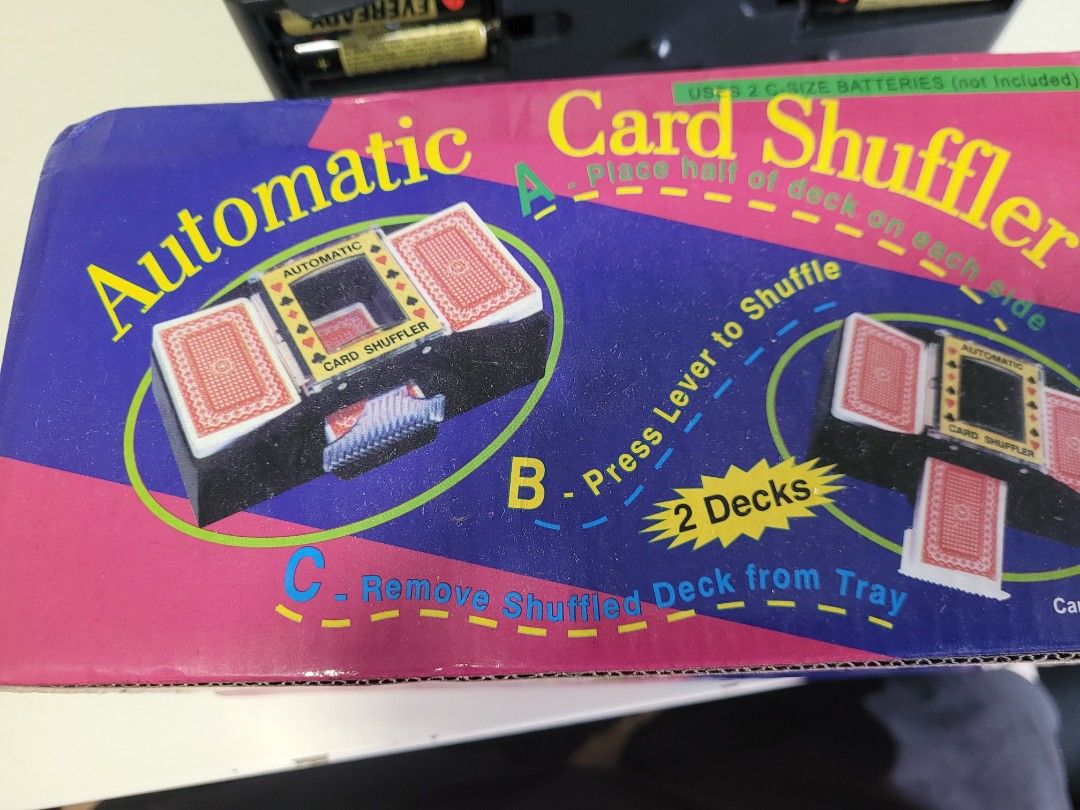 EVEREADY
USES 2 C-SIZE BATTERIES (not Included)
Automatic Card Shuffler
A - Place half of deck on each side
AUTOMATIC
CARD SHUFFLER
B - Press Lever to Shuffle
AUTOMATIC
CARD SHUFFLER
2 Decks
C - Remove Shuffled Deck from Tray